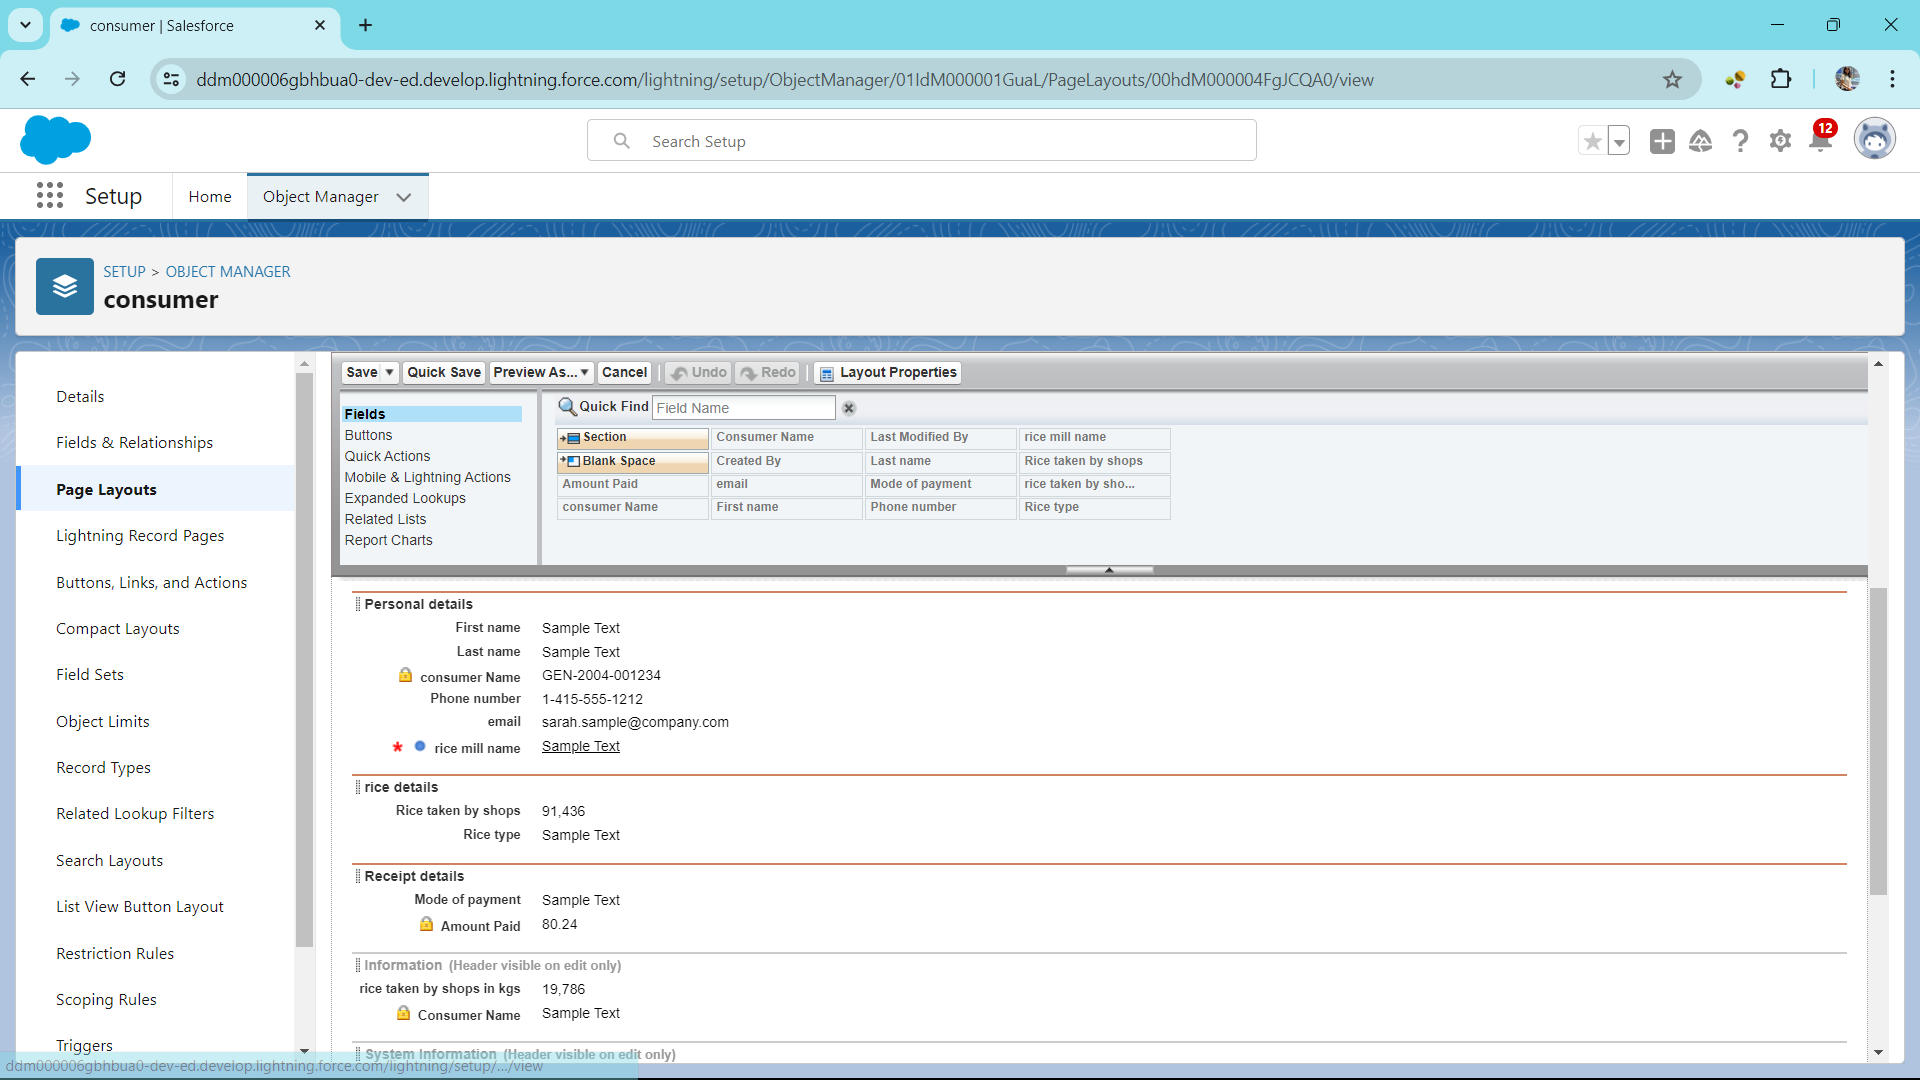 consumer | Salesforce
ddm000006gbhbua0-dev-ed.develop.lightning.force.com/lightning/setup/ObjectManager/01IdM000001GuaL/PageLayouts/00hdM000004FgJCQA0/view
Search Setup
12
Setup
Home
Object Manager
SETUP > OBJECT MANAGER
consumer
Details
Fields & Relationships
Page Layouts
Lightning Record Pages
Buttons, Links, and Actions
Compact Layouts
Field Sets
Object Limits
Record Types
Related Lookup Filters
Search Layouts
List View Button Layout
Restriction Rules
Scoping Rules
Triggers
Save Quick Save Preview As... Cancel Undo Redo Layout Properties
Fields
Buttons
Quick Actions
Mobile & Lightning Actions
Expanded Lookups
Related Lists
Report Charts
Quick Find Field Name
Section Consumer Name Last Modified By rice mill name
Blank Space Created By Last name Rice taken by shops
Amount Paid email Mode of payment rice taken by sho...
consumer Name First name Phone number Rice type
Personal details
First name Sample Text
Last name Sample Text
consumer Name GEN-2004-001234
Phone number 1-415-555-1212
email sarah.sample@company.com
* rice mill name Sample Text
rice details
Rice taken by shops 91,436
Rice type Sample Text
Receipt details
Mode of payment Sample Text
Amount Paid 80.24
Information (Header visible on edit only)
rice taken by shops in kgs 19,786
Consumer Name Sample Text
System Information (Header visible on edit only)
ddm000006gbhbua0-dev-ed.develop.lightning.force.com/lightning/setup/.../view